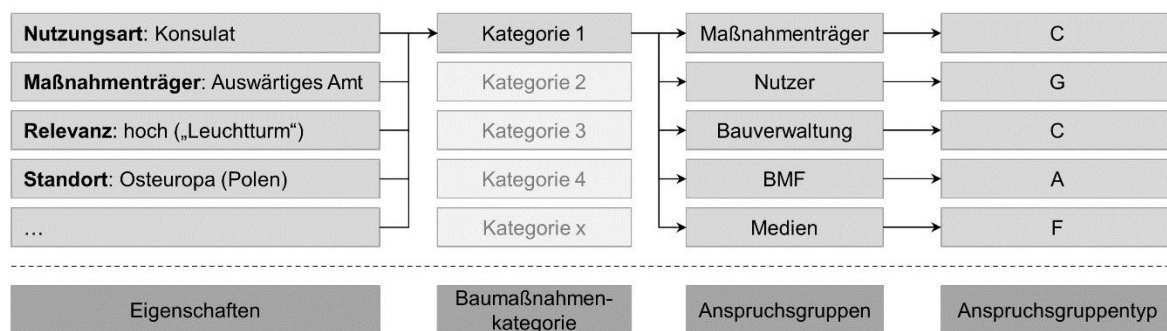 Nutzungsart: Konsulat
Kategorie 1
Maßnahmenträger
C
Maßnahmenträger: Auswärtiges Amt
Kategorie 2
Nutzer
G
Relevanz: hoch („Leuchtturm“)
Kategorie 3
Bauverwaltung
C
Standort: Osteuropa (Polen)
Kategorie 4
BMF
A
…
Kategorie x
Medien
F
Eigenschaften
Baumaßnahmen-
kategorie
Anspruchsgruppen
Anspruchsgruppentyp